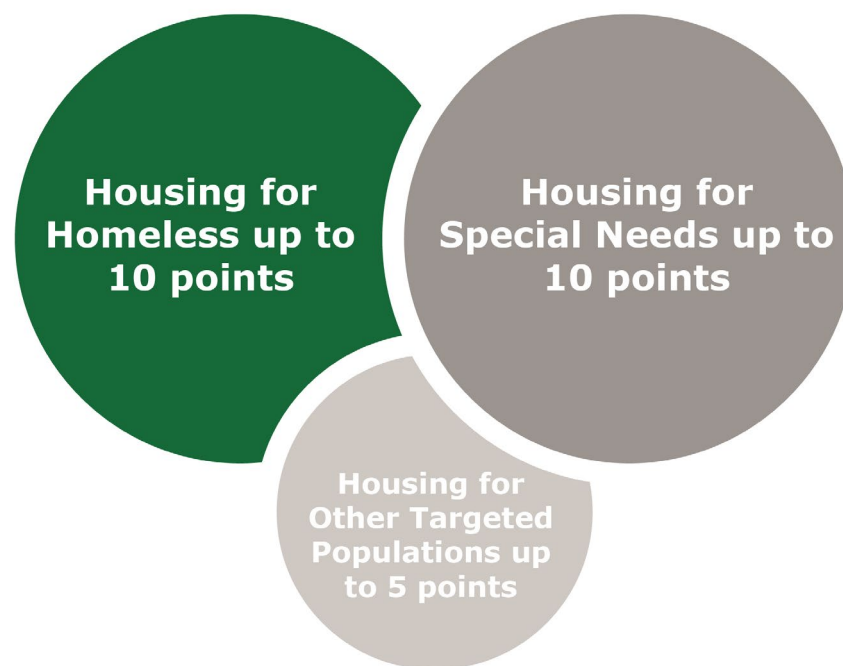 Housing for
Homeless up to
10 points
Housing for
Special Needs up to
10 points
Housing for
Other Targeted
Populations up
to 5 points